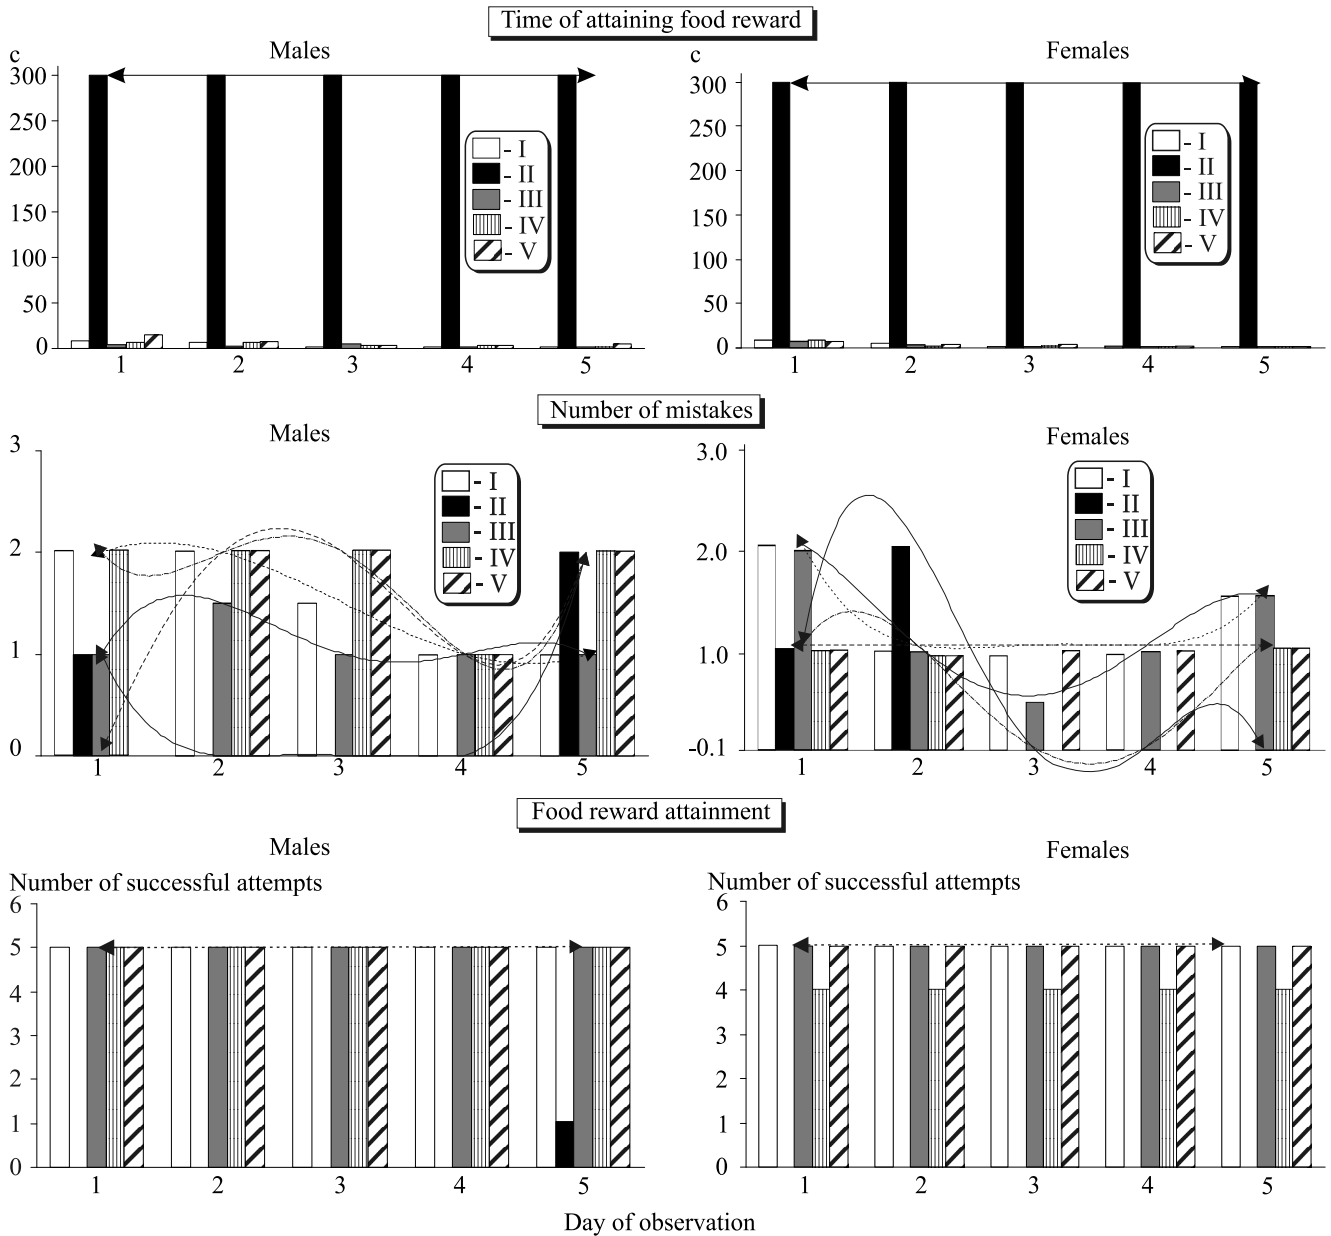 Time of attaining food reward
Males
Females
c
300
250
200
150
100
50
0
- I
- II
- III
- IV
- V
1 2 3 4 5
c
300
250
200
150
100
50
0
- I
- II
- III
- IV
- V
1 2 3 4 5
Number of mistakes
Males
Females
3
2
1
0
- I
- II
- III
- IV
- V
1 2 3 4 5
3.0
2.0
1.0
-0.1
- I
- II
- III
- IV
- V
1 2 3 4 5
Food reward attainment
Males
Females
Number of successful attempts
6
5
4
3
2
1
0
1 2 3 4 5
Number of successful attempts
6
5
4
3
2
1
0
1 2 3 4 5
Day of observation